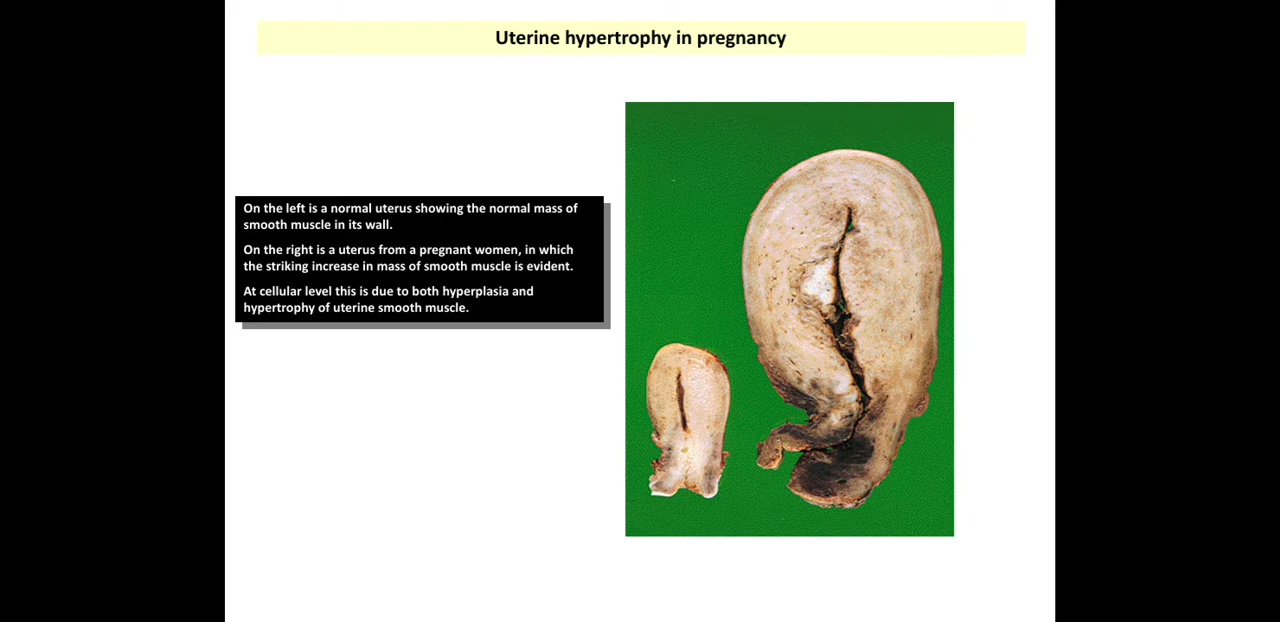 Uterine hypertrophy in pregnancy
On the left is a normal uterus showing the normal mass of
smooth muscle in its wall.
On the right is a uterus from a pregnant women, in which
the striking increase in mass of smooth muscle is evident.
At cellular level this is due to both hyperplasia and
hypertrophy of uterine smooth muscle.